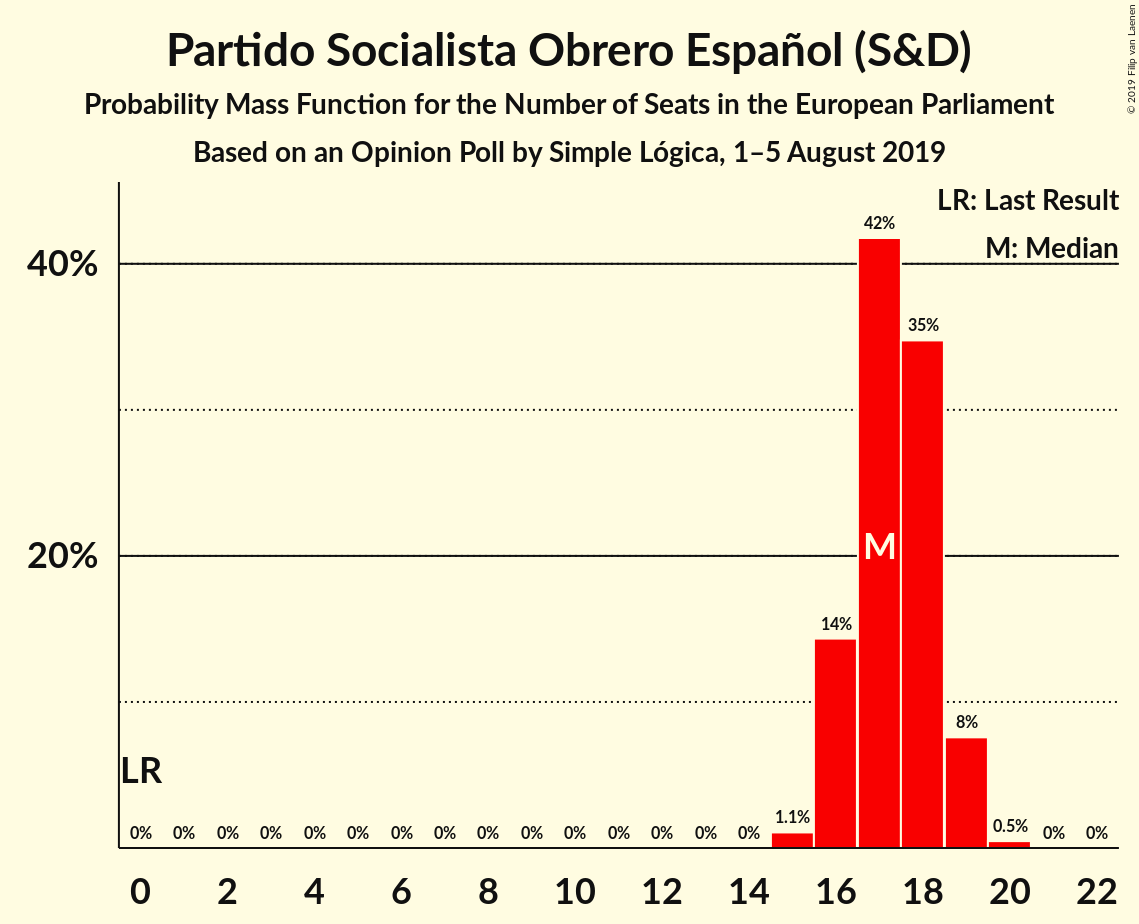 Partido Socialista Obrero Español (S&D)
Probability Mass Function for the Number of Seats in the European Parliament
Based on an Opinion Poll by Simple Lógica, 1–5 August 2019
© 2019 Filip van Laenen
LR: Last Result
M: Median
40%
20%
42%
35%
M
14%
8%
LR
0% 0% 0% 0% 0% 0% 0% 0% 0% 0% 0% 0% 0% 0% 0% 1.1% 0.5% 0% 0%
0 2 4 6 8 10 12 14 16 18 20 22